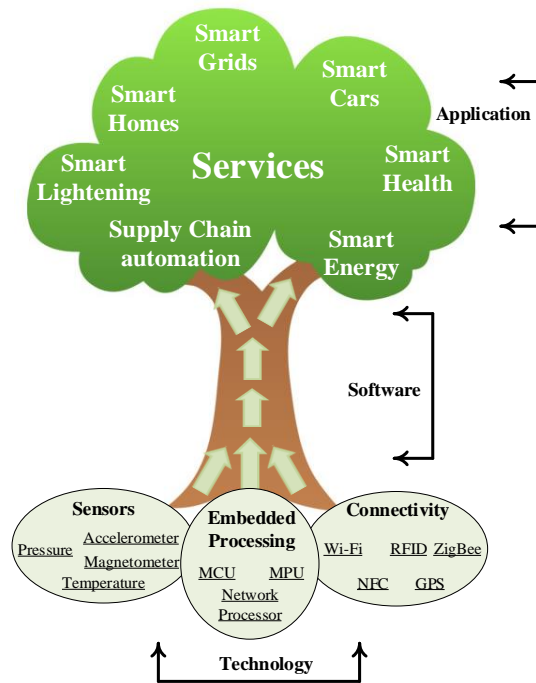 Smart
Grids
Smart
Cars
Smart
Homes
Application
Services
Smart
Lightening
Smart
Health
Supply Chain
automation
Smart
Energy
Software
Sensors
Accelerometer
Pressure
Magnetometer
Temperature
Embedded
Processing
MCU MPU
Network
Processor
Connectivity
Wi-Fi RFID ZigBee
NFC GPS
Technology